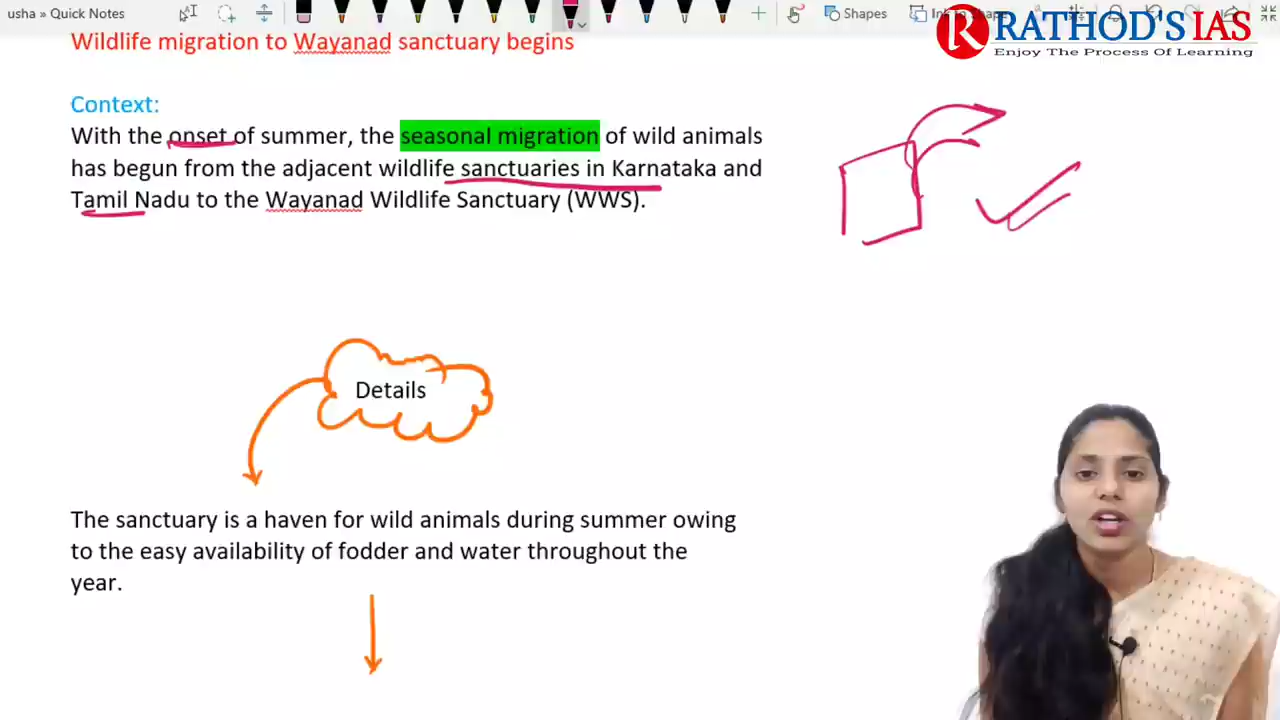 usha » Quick Notes
Shapes
RATHOD'S IAS
Enjoy The Process Of Learning
Wildlife migration to Wayanad sanctuary begins
Context:
With the onset of summer, the seasonal migration of wild animals
has begun from the adjacent wildlife sanctuaries in Karnataka and
Tamil Nadu to the Wayanad Wildlife Sanctuary (WWS).
Details
The sanctuary is a haven for wild animals during summer owing
to the easy availability of fodder and water throughout the
year.